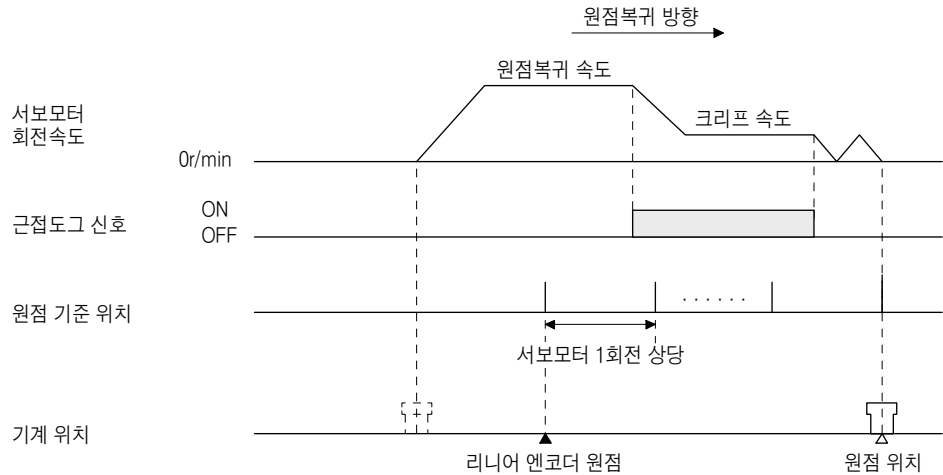 원점복귀 방향
원점복귀 속도
서보모터
회전속도
크리프 속도
0r/min
근접도그 신호
ON
OFF
원점 기준 위치
......
서보모터 1회전 상당
기계 위치
리니어 엔코더 원점
원점 위치